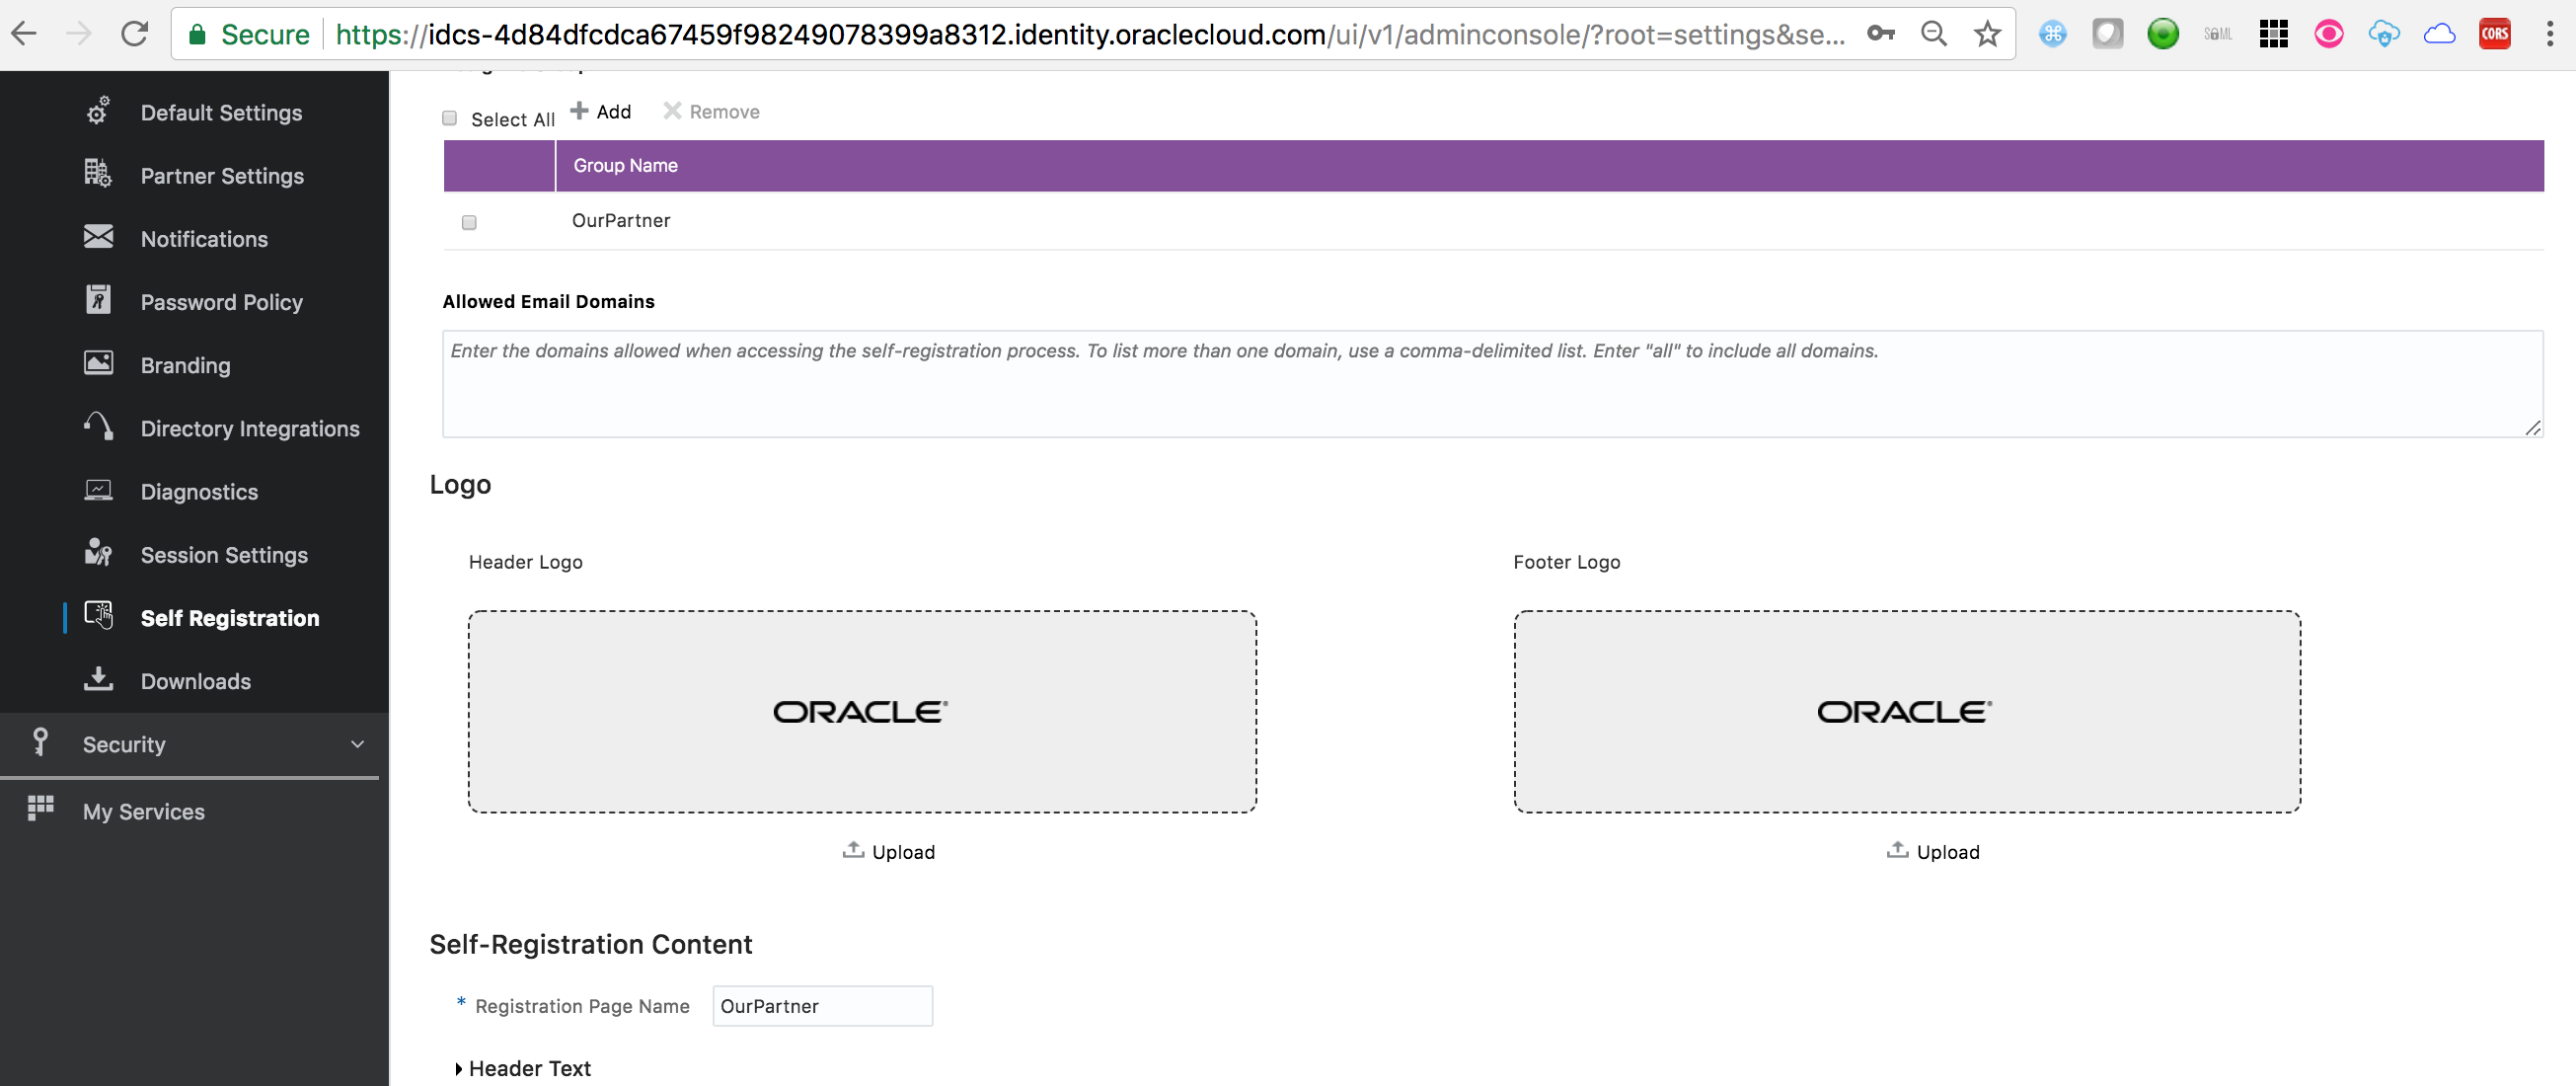 Secure https://idcs-4d84dfcdca67459f98249078399a8312.identity.oraclecloud.com/ui/v1/adminconsole/?root=settings&se...
SAML
CORS
Default Settings
Partner Settings
Notifications
Password Policy
Branding
Directory Integrations
Diagnostics
Session Settings
Self Registration
Downloads
Security
My Services
Select All Add Remove
Group Name
OurPartner
Allowed Email Domains
Enter the domains allowed when accessing the self-registration process. To list more than one domain, use a comma-delimited list. Enter "all" to include all domains.
Logo
Header Logo Footer Logo
ORACLE® ORACLE®
Upload Upload
Self-Registration Content
* Registration Page Name OurPartner
Header Text